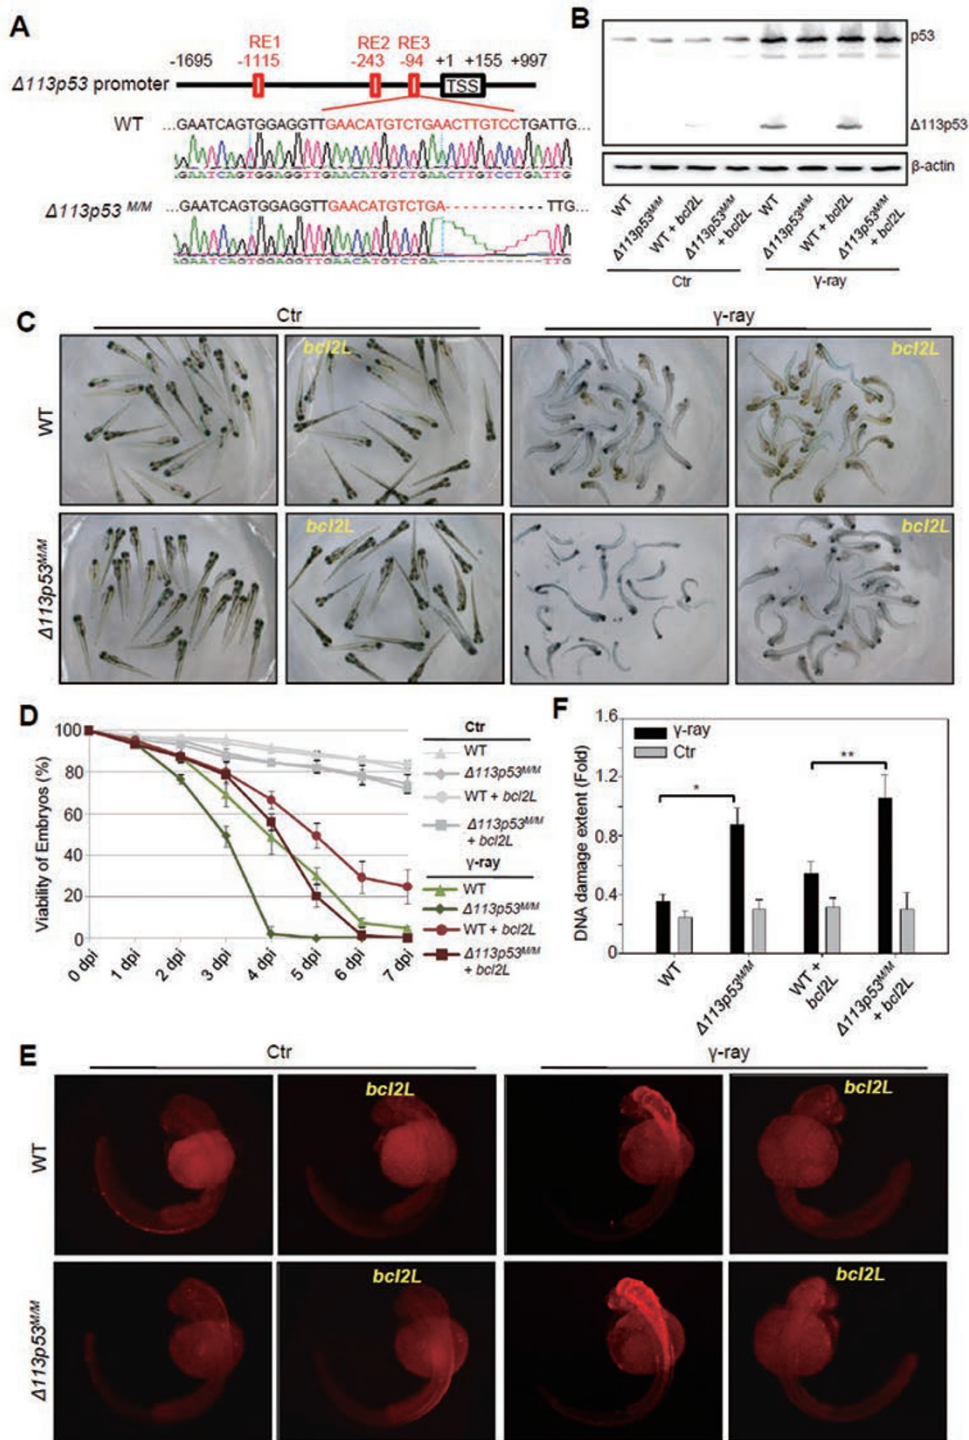 A
RE1 RE2 RE3
-1695 -1115 -243 -94 +1 +155 +997
Δ113p53 promoter TSS
WT ...GAATCAGTGGAGGTTGAACATGTCTGAACTTGTCCTGATTG...
GAATCAGTGGAGGTTGAACATGTCTGAACTTGTCCTGATTG
Δ113p53 M/M ...GAATCAGTGGAGGTTGAACATGTCTGA----------TTG...
GAATCAGTGGAGGTTGAACATGTCTGA----------TTG
B
p53
Δ113p53
β-actin
WT
Δ113p53M/M
WT + bcl2L
Δ113p53M/M + bcl2L
WT
Δ113p53M/M
WT + bcl2L
Δ113p53M/M + bcl2L
Ctr γ-ray
C
Ctr γ-ray
WT
bcl2L bcl2L
Δ113p53M/M
bcl2L bcl2L
D
Viability of Embryos (%)
100
80
60
40
20
0
0 dpi 1 dpi 2 dpi 3 dpi 4 dpi 5 dpi 6 dpi 7 dpi
Ctr
WT
Δ113p53M/M
WT + bcl2L
Δ113p53M/M
+ bcl2L
γ-ray
WT
Δ113p53M/M
WT + bcl2L
Δ113p53M/M
+ bcl2L
F
DNA damage extent (Fold)
1.6
1.2
0.8
0.4
0
γ-ray
Ctr
* **
WT
Δ113p53M/M
WT +
bcl2L
Δ113p53M/M
+ bcl2L
E
Ctr γ-ray
WT
bcl2L bcl2L
Δ113p53M/M
bcl2L bcl2L